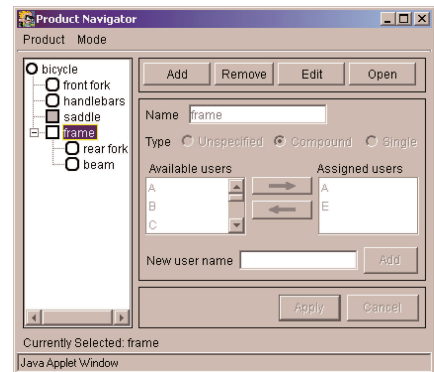 Product Navigator
Product Mode
bicycle
front fork
handlebars
saddle
frame
rear fork
beam
Add Remove Edit Open
Name frame
Type Unspecified Compound Single
Available users Assigned users
A A
B E
C
New user name Add
Apply Cancel
Currently Selected: frame
Java Applet Window